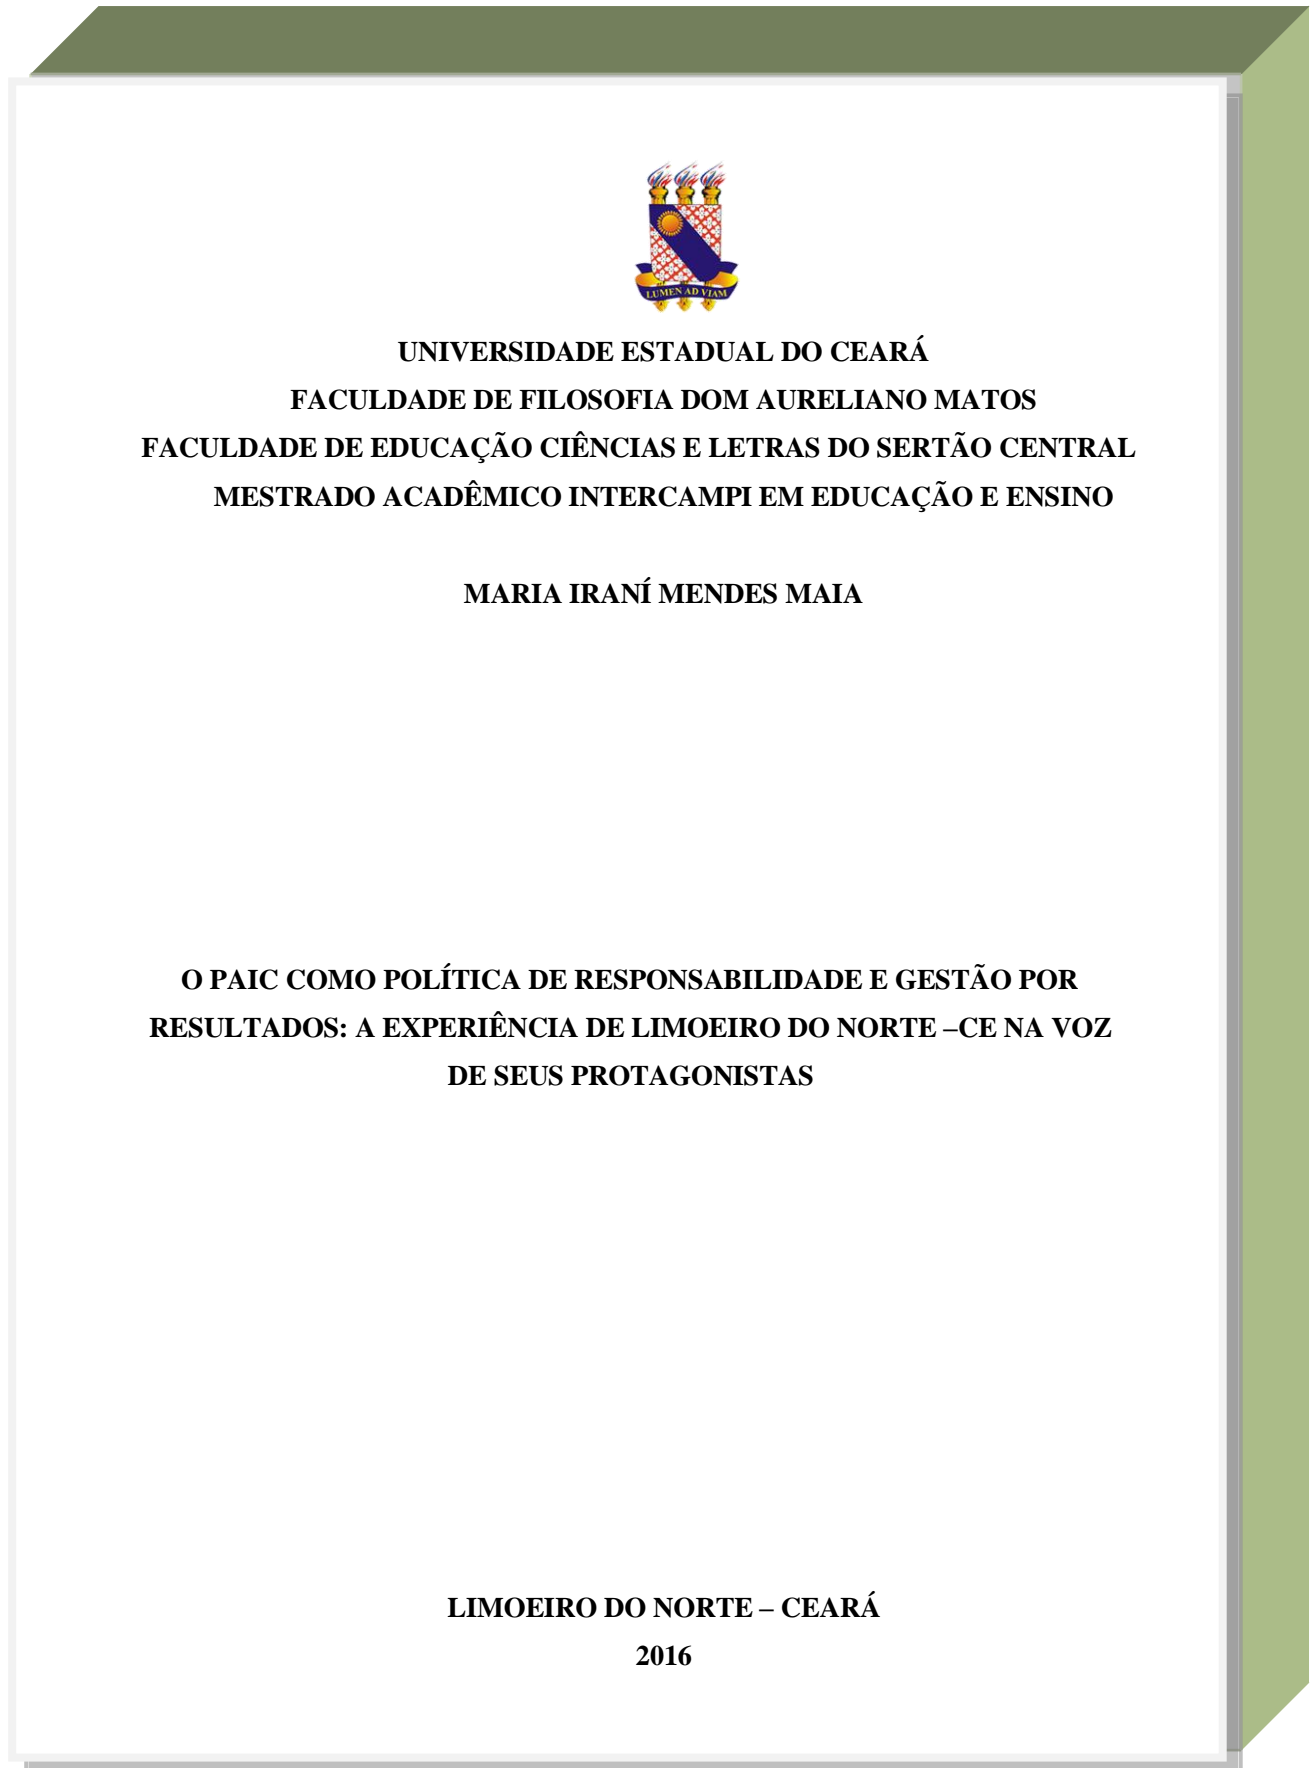 LUMEN AD VIAM
UNIVERSIDADE ESTADUAL DO CEARÁ
FACULDADE DE FILOSOFIA DOM AURELIANO MATOS
FACULDADE DE EDUCAÇÃO CIÊNCIAS E LETRAS DO SERTÃO CENTRAL
MESTRADO ACADÊMICO INTERCAMPI EM EDUCAÇÃO E ENSINO
MARIA IRANÍ MENDES MAIA
O PAIC COMO POLÍTICA DE RESPONSABILIDADE E GESTÃO POR
RESULTADOS: A EXPERIÊNCIA DE LIMOEIRO DO NORTE –CE NA VOZ
DE SEUS PROTAGONISTAS
LIMOEIRO DO NORTE – CEARÁ
2016